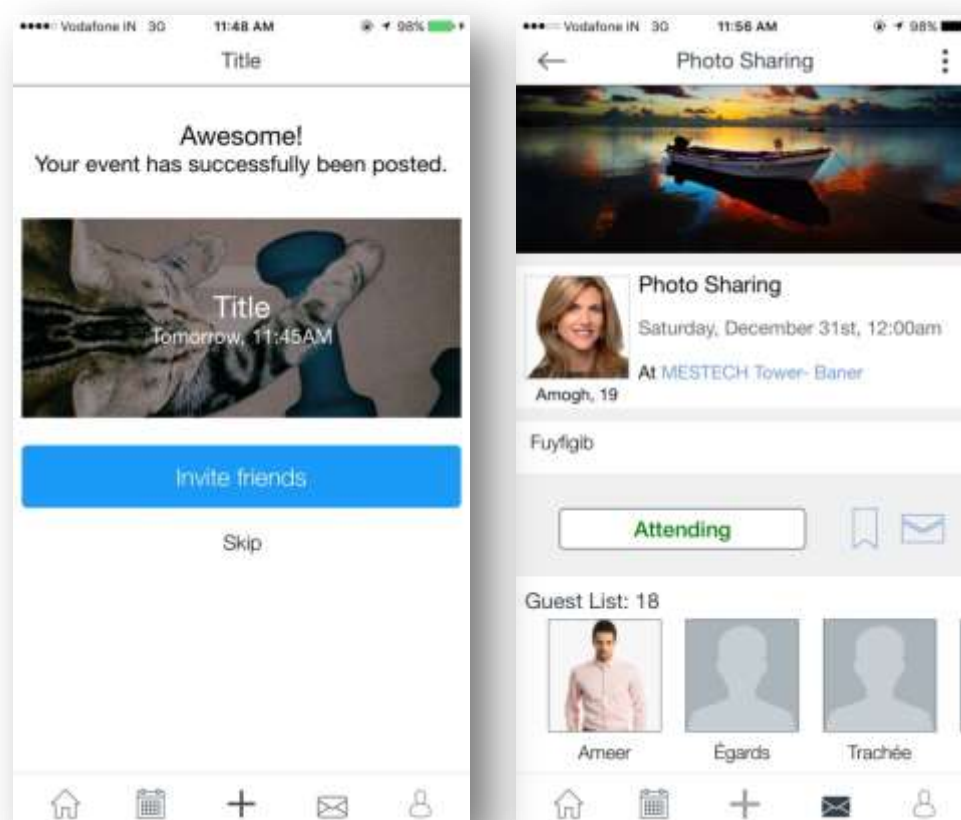 Vodafone IN 3G 11:48 AM 98%
Title
Awesome!
Your event has successfully been posted.
Title
Tomorrow, 11:45AM
Invite friends
Skip
Vodafone IN 3G 11:56 AM 98%
Photo Sharing
Photo Sharing
Saturday, December 31st, 12:00am
At MESTECH Tower- Baner
Amogh, 19
Fuyfigib
Attending
Guest List: 18
Ameer Égards Trachée